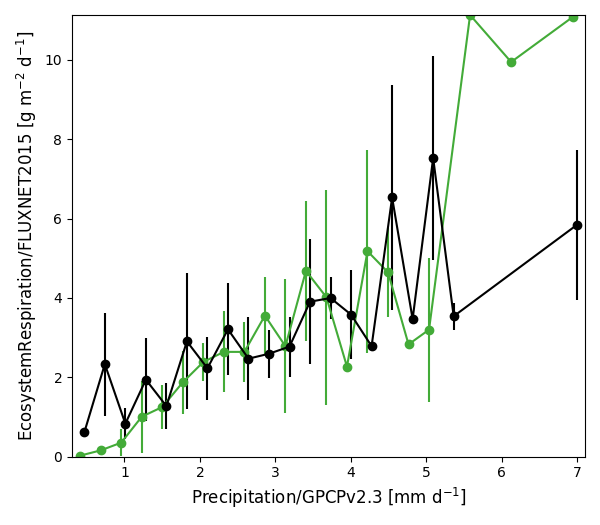 EcosystemRespiration/FLUXNET2015 [g m⁻² d⁻¹]
10
8
6
4
2
0
1 2 3 4 5 6 7
Precipitation/GPCPv2.3 [mm d⁻¹]